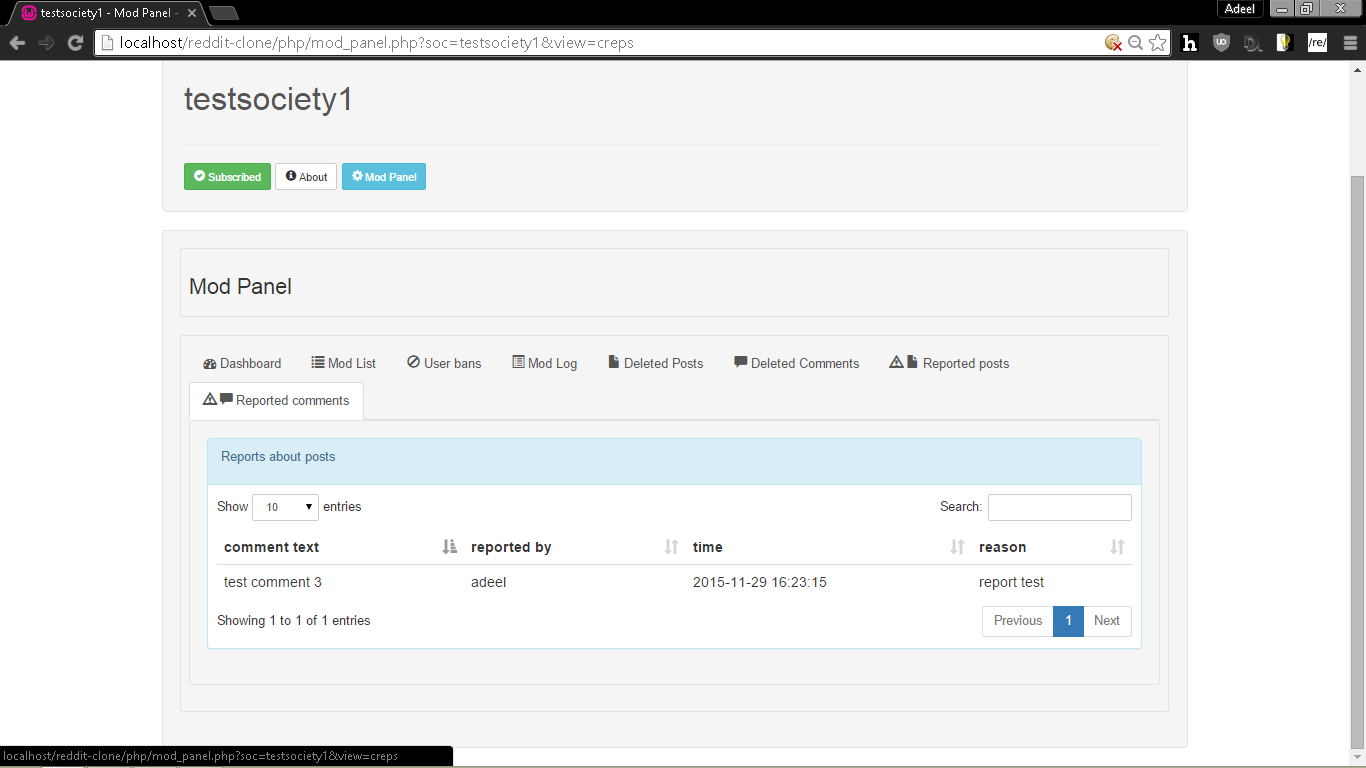 testsociety1 - Mod Panel -
Adeel
localhost/reddit-clone/php/mod_panel.php?soc=testsociety1&view=creps
h
UO
/re/
testsociety1
Subscribed About Mod Panel
Mod Panel
Dashboard Mod List User bans Mod Log Deleted Posts Deleted Comments Reported posts
Reported comments
Reports about posts
Show 10 entries Search:
comment text reported by time reason
test comment 3 adeel 2015-11-29 16:23:15 report test
Showing 1 to 1 of 1 entries Previous 1 Next
localhost/reddit-clone/php/mod_panel.php?soc=testsociety1&view=creps